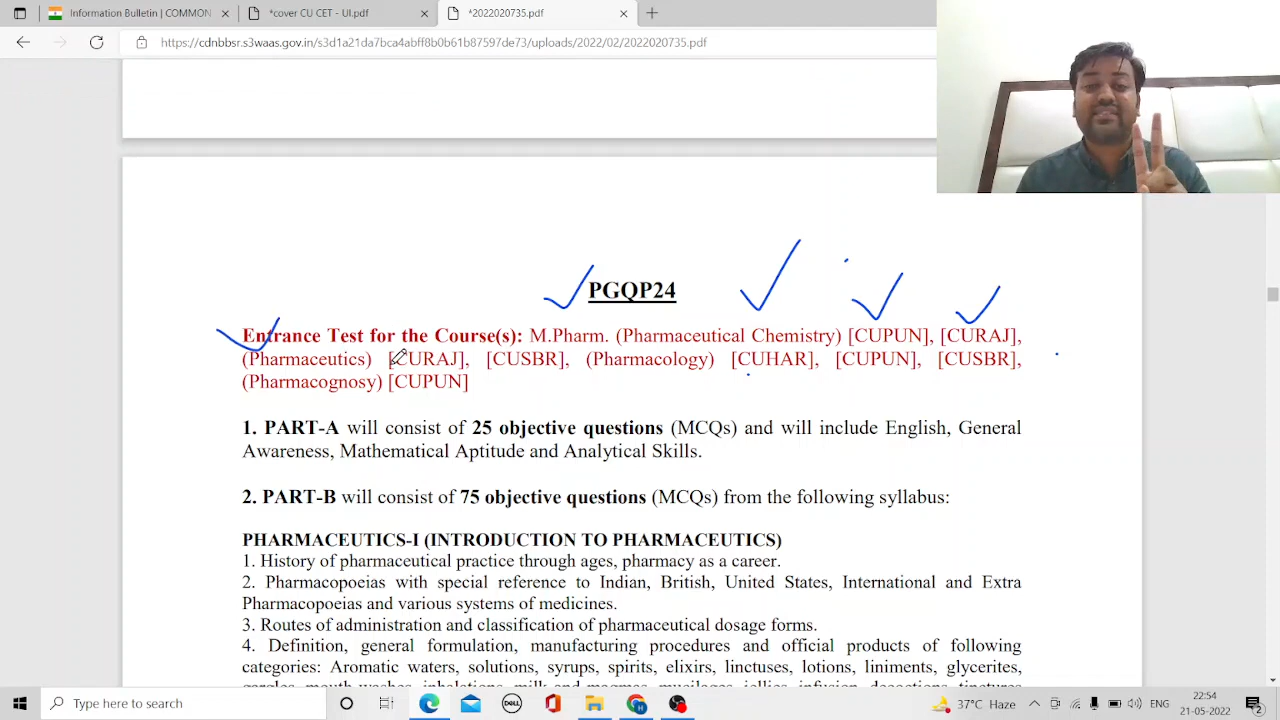 Information Bulletin | COMMON
*cover CU CET - UI.pdf
*2022020735.pdf
https://cdnbbsr.s3waas.gov.in/s3d1a21da7bca4abff8b0b61b87597de73/uploads/2022/02/2022020735.pdf
PGQP24
Entrance Test for the Course(s): M.Pharm. (Pharmaceutical Chemistry) [CUPUN], [CURAJ],
(Pharmaceutics) [CURAJ], [CUSBR], (Pharmacology) [CUHAR], [CUPUN], [CUSBR],
(Pharmacognosy) [CUPUN]
1. PART-A will consist of 25 objective questions (MCQs) and will include English, General
Awareness, Mathematical Aptitude and Analytical Skills.
2. PART-B will consist of 75 objective questions (MCQs) from the following syllabus:
PHARMACEUTICS-I (INTRODUCTION TO PHARMACEUTICS)
1. History of pharmaceutical practice through ages, pharmacy as a career.
2. Pharmacopoeias with special reference to Indian, British, United States, International and Extra
Pharmacopoeias and various systems of medicines.
3. Routes of administration and classification of pharmaceutical dosage forms.
4. Definition, general formulation, manufacturing procedures and official products of following
categories: Aromatic waters, solutions, syrups, spirits, elixirs, linctuses, lotions, liniments, glycerites,
Type here to search
DELL
37°C Haze
ENG
22:54
21-05-2022
2